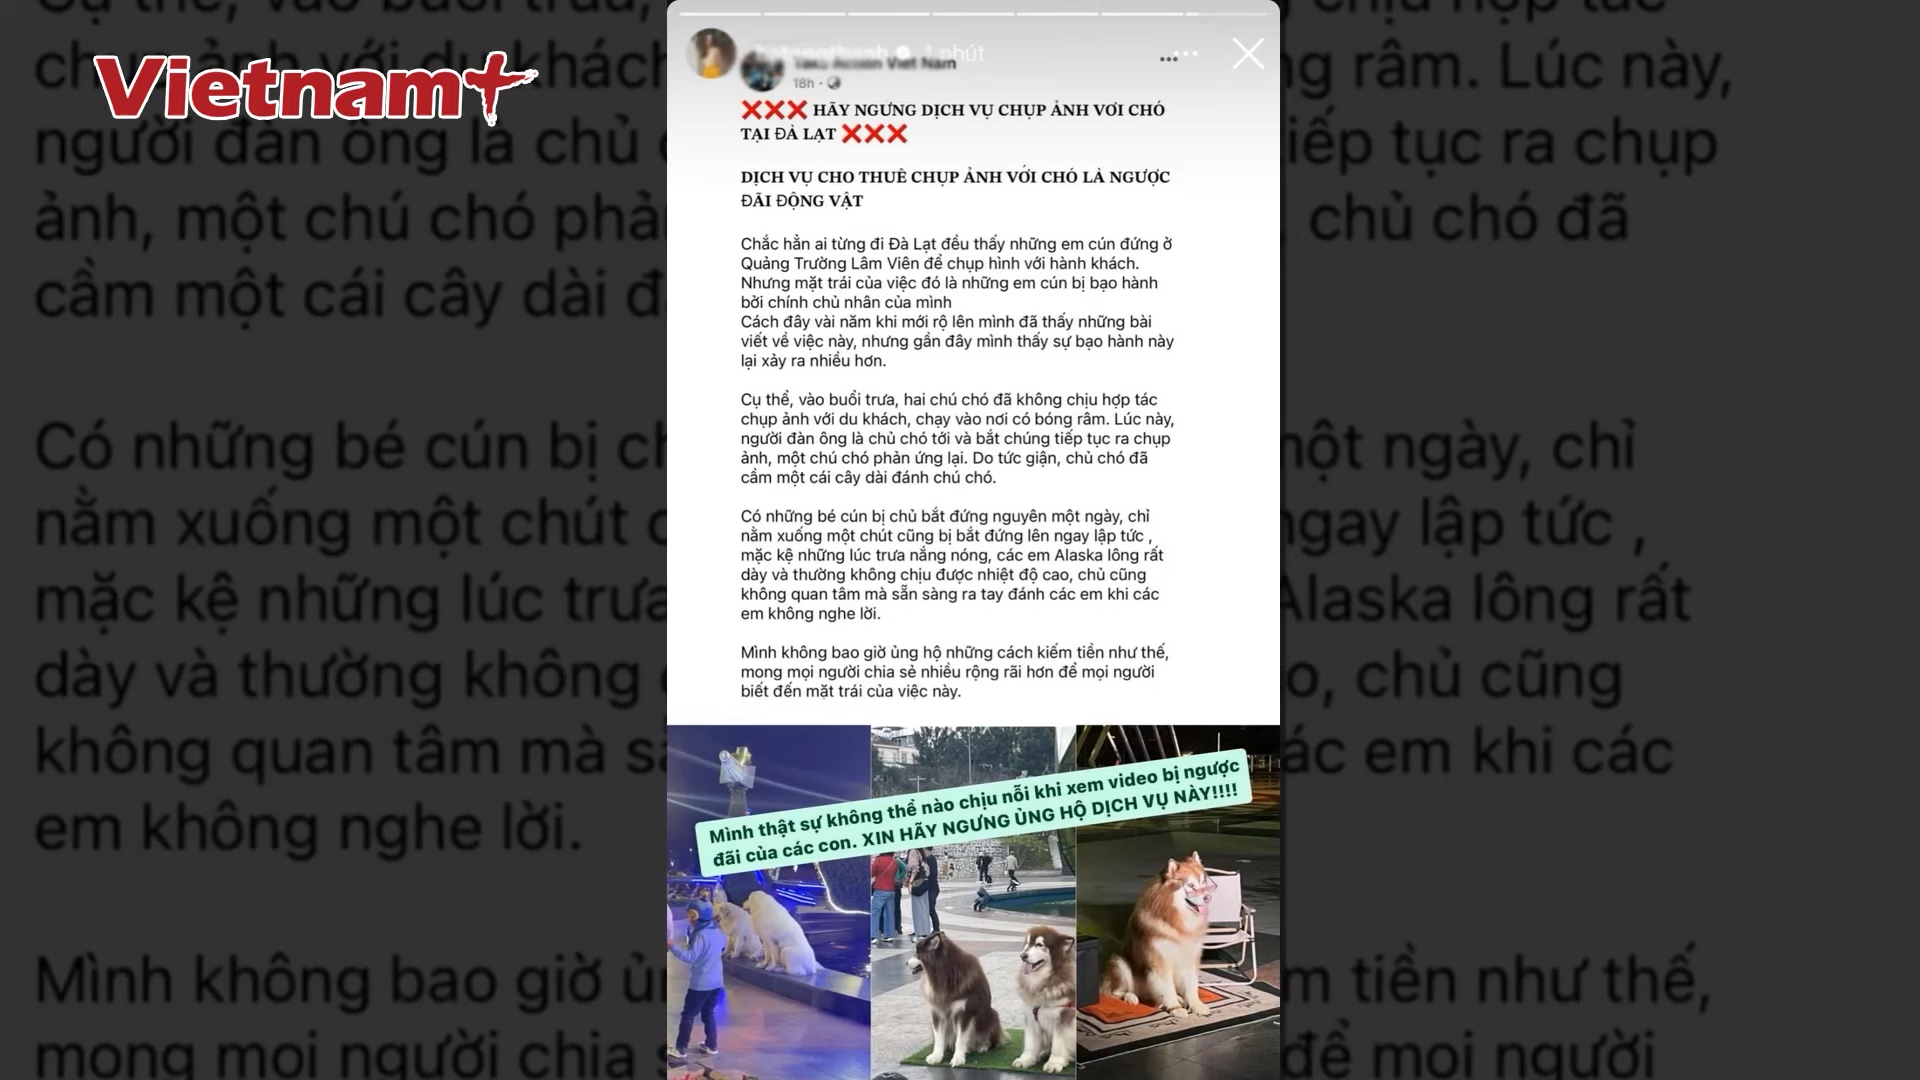 Vietnam+
1 phút
18h
❌❌❌ HÃY NGƯNG DỊCH VỤ CHỤP ẢNH VƠI CHÓ
TẠI ĐÀ LẠT ❌❌❌
DỊCH VỤ CHO THUÊ CHỤP ẢNH VỚI CHÓ LÀ NGƯỢC
ĐÃI ĐỘNG VẬT
Chắc hẳn ai từng đi Đà Lạt đều thấy những em cún đứng ở
Quảng Trường Lâm Viên để chụp hình với hành khách.
Nhưng mặt trái của việc đó là những em cún bị bạo hành
bởi chính chủ nhân của mình
Cách đây vài năm khi mới rộ lên mình đã thấy những bài
viết về việc này, nhưng gần đây mình thấy sự bạo hành này
lại xảy ra nhiều hơn.
Cụ thể, vào buổi trưa, hai chú chó đã không chịu hợp tác
chụp ảnh với du khách, chạy vào nơi có bóng râm. Lúc này,
người đàn ông là chủ chó tới và bắt chúng tiếp tục ra chụp
ảnh, một chú chó phản ứng lại. Do tức giận, chủ chó đã
cầm một cái cây dài đánh chú chó.
Có những bé cún bị chủ bắt đứng nguyên một ngày, chỉ
nằm xuống một chút cũng bị bắt đứng lên ngay lập tức ,
mặc kệ những lúc trưa nắng nóng, các em Alaska lông rất
dày và thường không chịu được nhiệt độ cao, chủ cũng
không quan tâm mà sẵn sàng ra tay đánh các em khi các
em không nghe lời.
Mình không bao giờ ủng hộ những cách kiếm tiền như thế,
mong mọi người chia sẻ nhiều rộng rãi hơn để mọi người
biết đến mặt trái của việc này.
Mình thật sự không thể nào chịu nỗi khi xem video bị ngược
đãi của các con. XIN HÃY NGƯNG ỦNG HỘ DỊCH VỤ NÀY!!!!